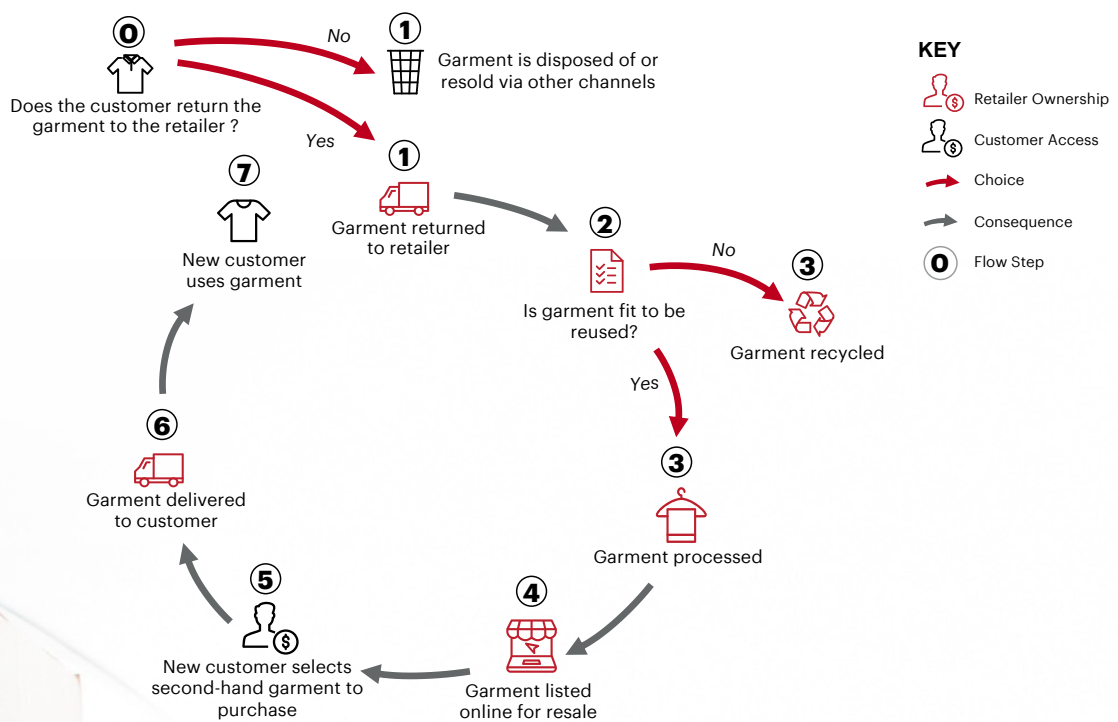 0
Does the customer return the
garment to the retailer ?
No
1
Garment is disposed of or
resold via other channels
Yes
1
Garment returned
to retailer
2
Is garment fit to be
reused?
No
3
Garment recycled
Yes
3
Garment processed
4
Garment listed
online for resale
5
$
New customer selects
second-hand garment to
purchase
6
Garment delivered
to customer
7
New customer
uses garment
KEY
$
Retailer Ownership
$
Customer Access
Choice
Consequence
0
Flow Step